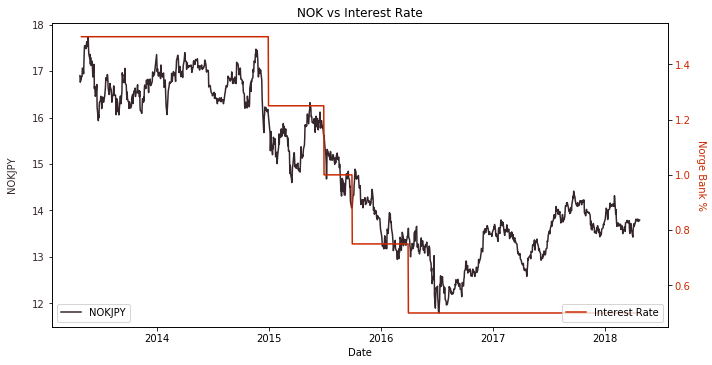 NOK vs Interest Rate
18
17
16
15
14
13
12
NOKJPY
1.4
1.2
1.0
0.8
0.6
Norge Bank %
NOKJPY
Interest Rate
2014
2015
2016
2017
2018
Date